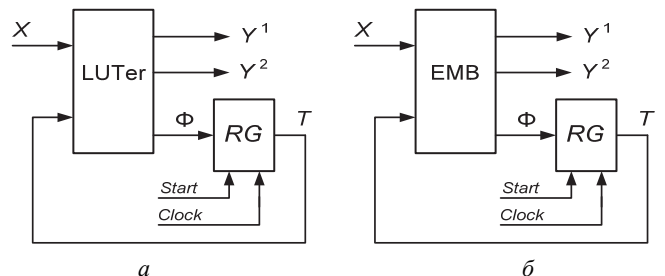 X
LUTer
Y¹
Y²
Φ
RG
T
Start
Clock
а
X
EMB
Y¹
Y²
Φ
RG
T
Start
Clock
б